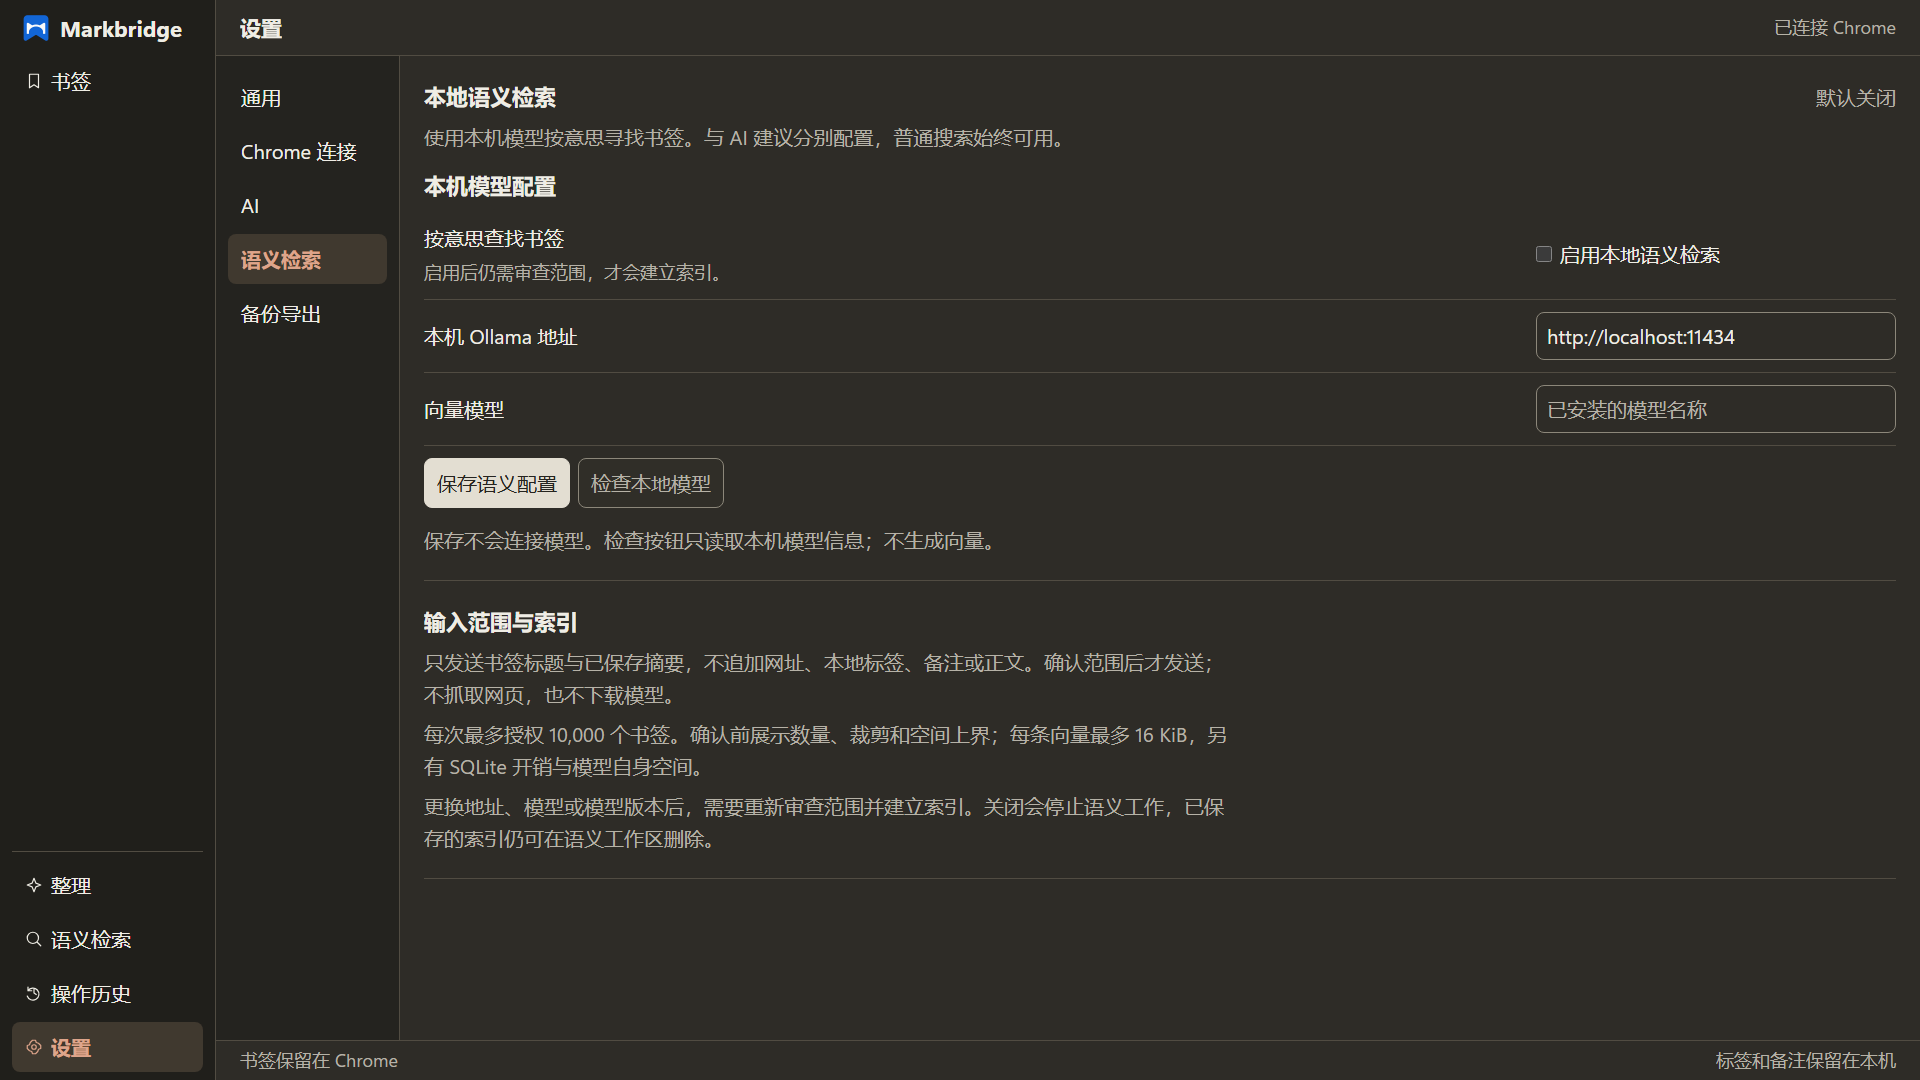 Markbridge
书签
整理
语义检索
操作历史
设置
设置
已连接 Chrome
通用
Chrome 连接
AI
语义检索
备份导出
本地语义检索
默认关闭
使用本机模型按意思寻找书签。与 AI 建议分别配置，普通搜索始终可用。
本机模型配置
按意思查找书签
启用后仍需审查范围，才会建立索引。
启用本地语义检索
本机 Ollama 地址
http://localhost:11434
向量模型
已安装的模型名称
保存语义配置
检查本地模型
保存不会连接模型。检查按钮只读取本机模型信息；不生成向量。
输入范围与索引
只发送书签标题与已保存摘要，不追加网址、本地标签、备注或正文。确认范围后才发送；
不抓取网页，也不下载模型。
每次最多授权 10,000 个书签。确认前展示数量、裁剪和空间上界；每条向量最多 16 KiB，另
有 SQLite 开销与模型自身空间。
更换地址、模型或模型版本后，需要重新审查范围并建立索引。关闭会停止语义工作，已保
存的索引仍可在语义工作区删除。
书签保留在 Chrome
标签和备注保留在本机